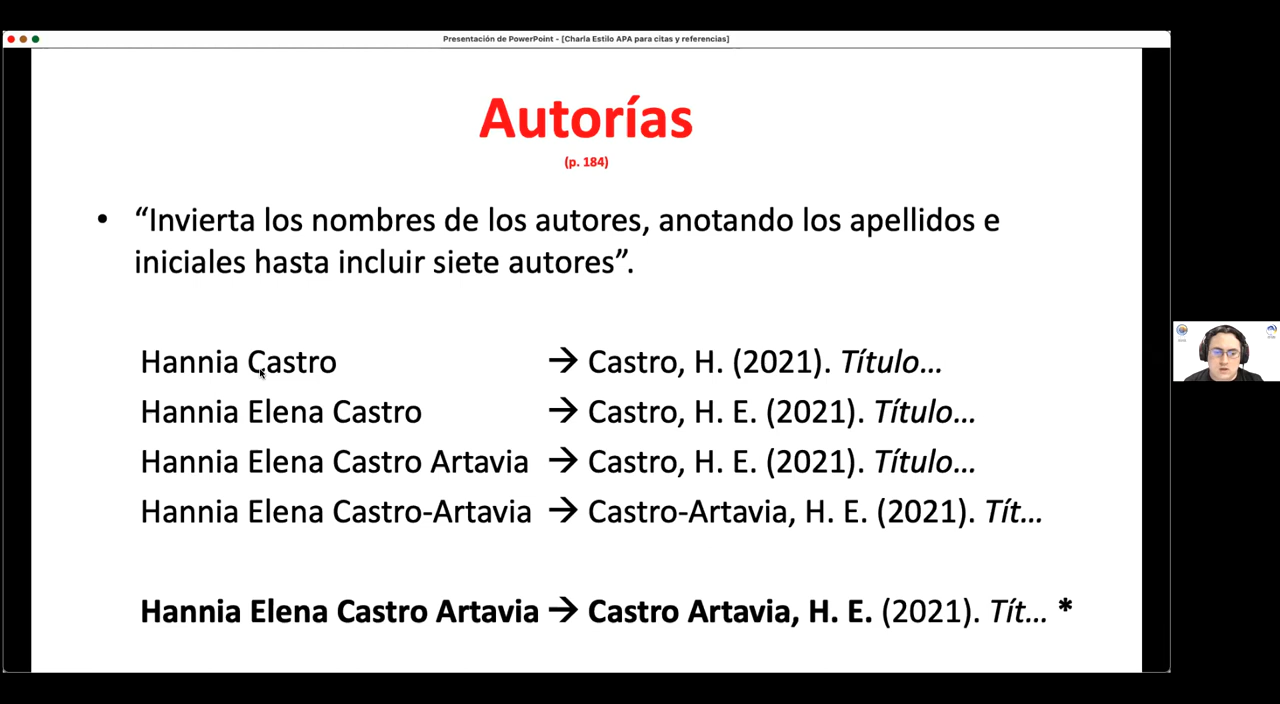 Presentación de PowerPoint - [Charla Estilo APA para citas y referencias]
Autorías
(p. 184)
• “Invierta los nombres de los autores, anotando los apellidos e
iniciales hasta incluir siete autores”.
Hannia Castro → Castro, H. (2021). Título...
Hannia Elena Castro → Castro, H. E. (2021). Título...
Hannia Elena Castro Artavia → Castro, H. E. (2021). Título...
Hannia Elena Castro-Artavia → Castro-Artavia, H. E. (2021). Tít...
Hannia Elena Castro Artavia → Castro Artavia, H. E. (2021). Tít... *